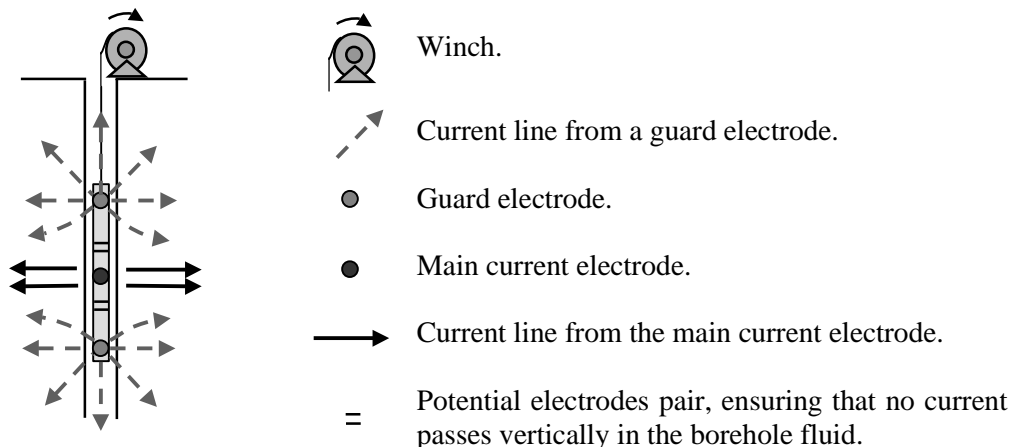 Winch.
Current line from a guard electrode.
Guard electrode.
Main current electrode.
Current line from the main current electrode.
Potential electrodes pair, ensuring that no current
passes vertically in the borehole fluid.